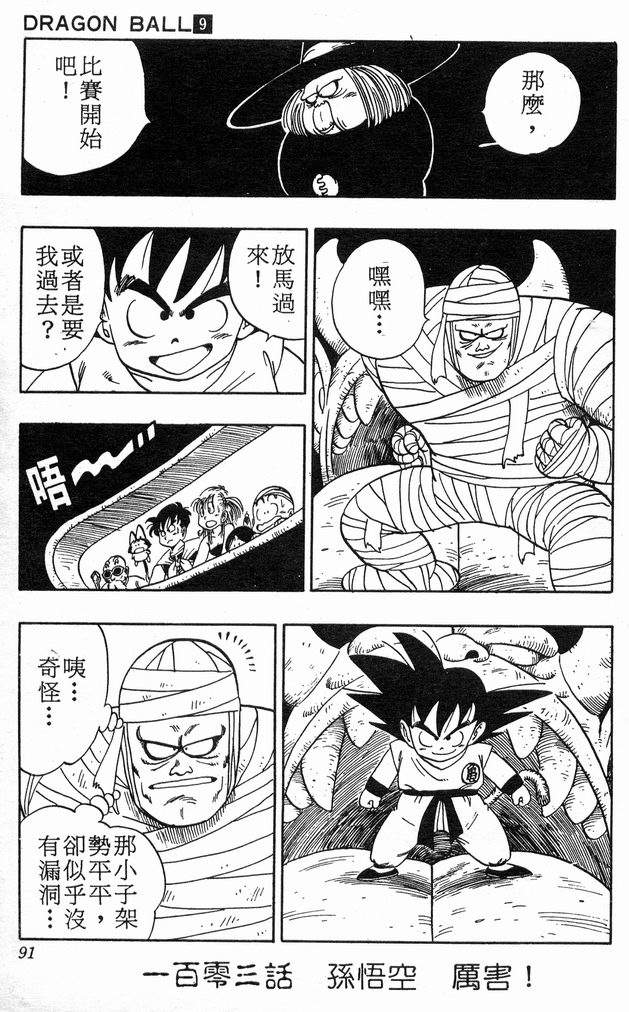 DRAGON BALL 9
那麼，
比賽開始
吧！
嘿嘿…
放馬過
來！
或者是要
我過去？
唔～〃
咦…
奇怪…
那小子架
勢平平，
卻似乎沒
有漏洞…
91
一百零三話 孫悟空 厲害！